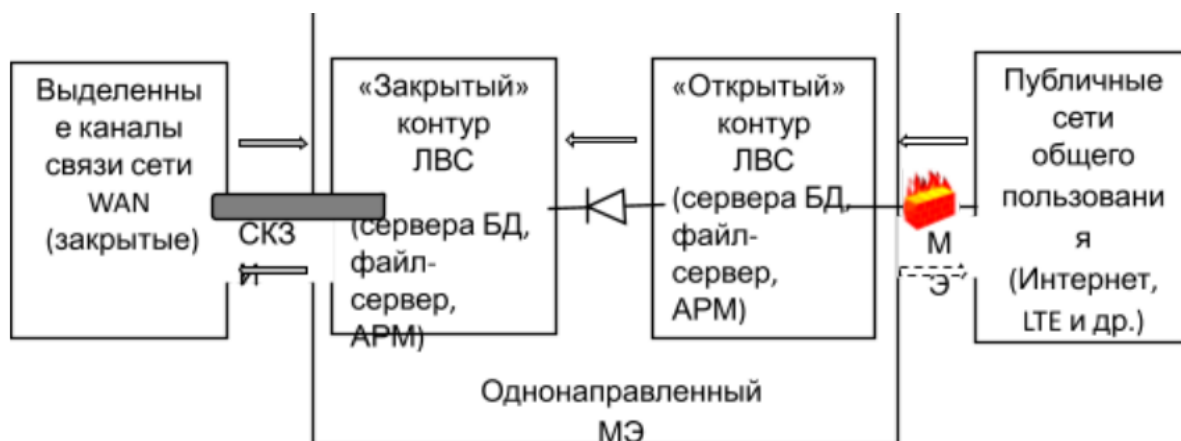 Выделенны
е каналы
связи сети
WAN
(закрытые)
СКЗ
И
«Закрытый»
контур
ЛВС
(сервера БД,
файл-
сервер,
АРМ)
«Открытый»
контур
ЛВС
(сервера БД,
файл-
сервер,
АРМ)
М
Э
Публичные
сети
общего
пользовани
я
(Интернет,
LTE и др.)
Однонаправленный
МЭ